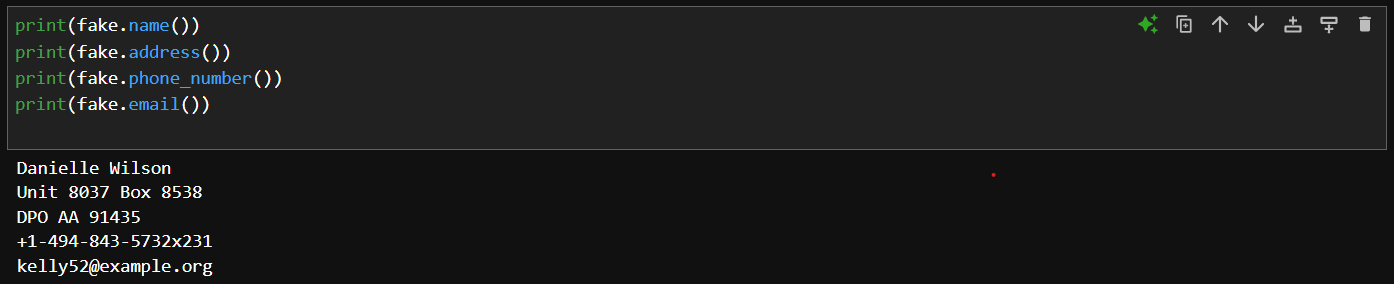 print(fake.name())
print(fake.address())
print(fake.phone_number())
print(fake.email())
Danielle Wilson
Unit 8037 Box 8538
DPO AA 91435
+1-494-843-5732x231
kelly52@example.org